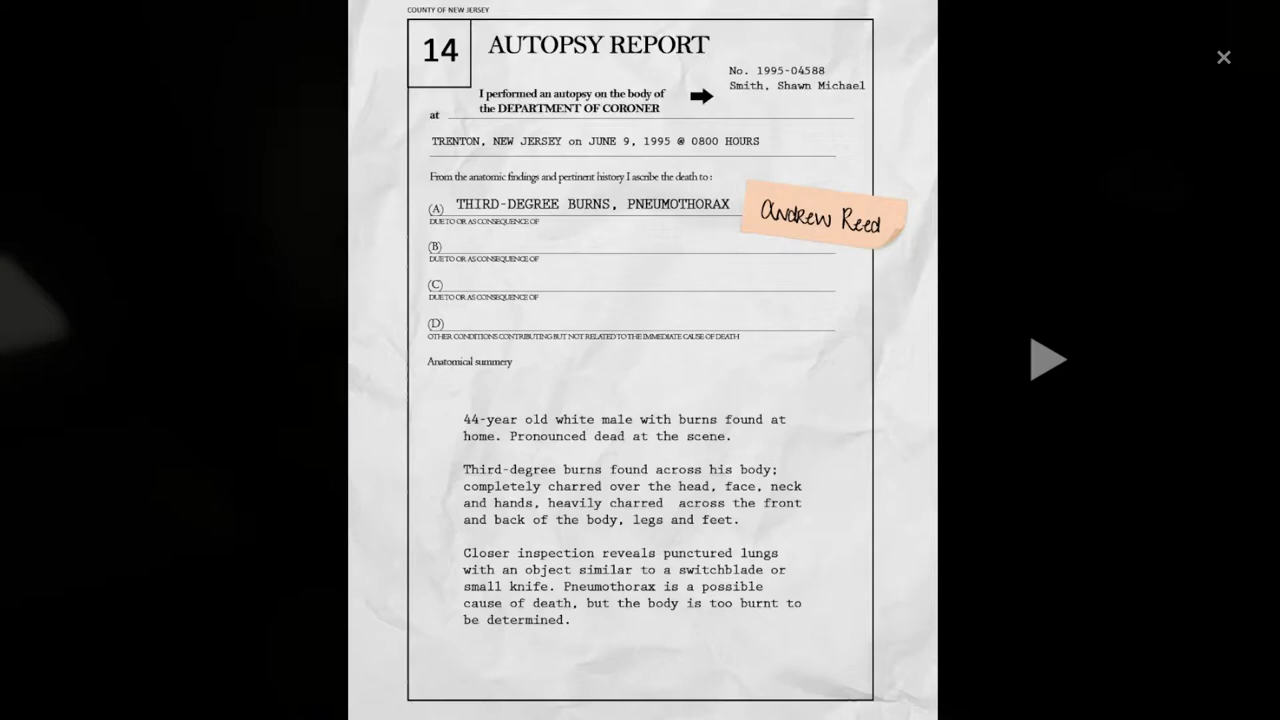 COUNTY OF NEW JERSEY
14
AUTOPSY REPORT
No. 1995-04588
Smith, Shawn Michael
I performed an autopsy on the body of
the DEPARTMENT OF CORONER
at
TRENTON, NEW JERSEY on JUNE 9, 1995 @ 0800 HOURS
From the anatomic findings and pertinent history I ascribe the death to :
(A) THIRD-DEGREE BURNS, PNEUMOTHORAX
Andrew Reed
DUE TO OR AS CONSEQUENCE OF
(B)
DUE TO OR AS CONSEQUENCE OF
(C)
DUE TO OR AS CONSEQUENCE OF
(D)
OTHER CONDITIONS CONTRIBUTING BUT NOT RELATED TO THE IMMEDIATE CAUSE OF DEATH
Anatomical summery
44-year old white male with burns found at
home. Pronounced dead at the scene.
Third-degree burns found across his body;
completely charred over the head, face, neck
and hands, heavily charred across the front
and back of the body, legs and feet.
Closer inspection reveals punctured lungs
with an object similar to a switchblade or
small knife. Pneumothorax is a possible
cause of death, but the body is too burnt to
be determined.